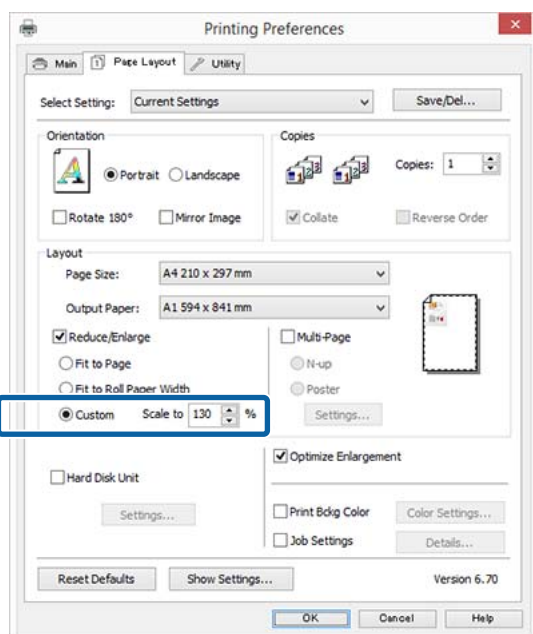 Printing Preferences
Main Page Layout Utility
Select Setting: Current Settings Save/Del...
Orientation
Portrait Landscape
Rotate 180° Mirror Image
Copies
Copies: 1
Collate Reverse Order
Layout
Page Size: A4 210 x 297 mm
Output Paper: A1 594 x 841 mm
Reduce/Enlarge
Fit to Page
Fit to Roll Paper Width
Custom Scale to 130 %
Multi-Page
N-up
Poster
Settings...
Optimize Enlargement
Hard Disk Unit
Settings...
Print Bckg Color Color Settings...
Job Settings Details...
Reset Defaults Show Settings... Version 6.70
OK Cancel Help